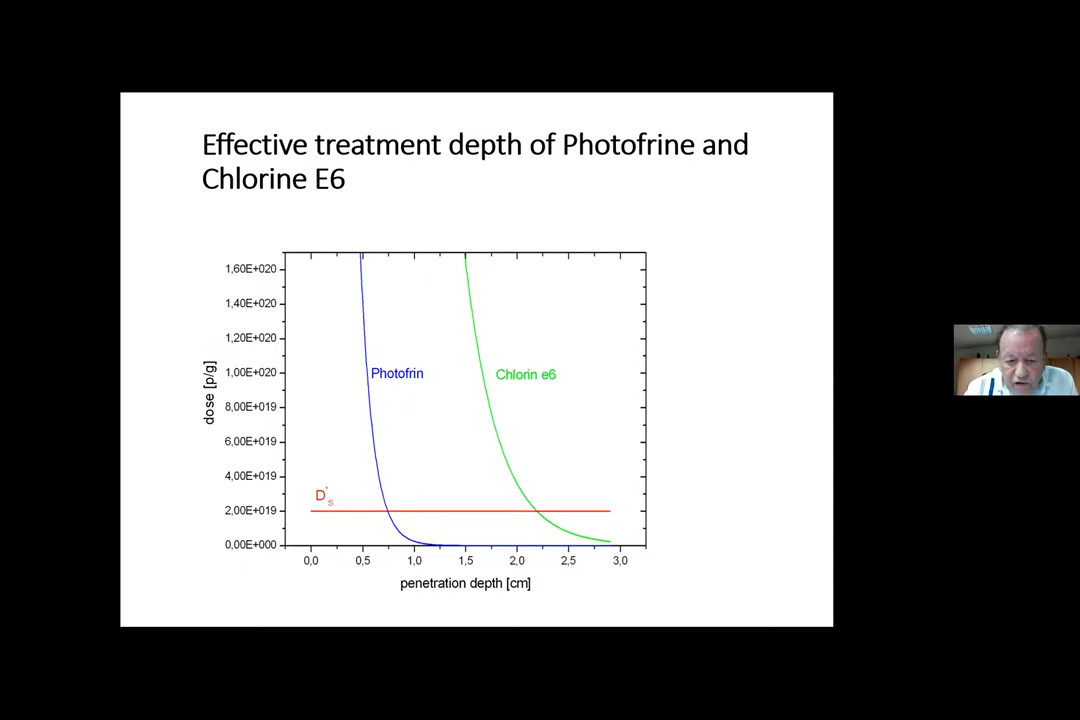 Effective treatment depth of Photofrine and
Chlorine E6
1,60E+020
1,40E+020
1,20E+020
1,00E+020
8,00E+019
6,00E+019
4,00E+019
2,00E+019
0,00E+000
dose [p/g]
Photofrin
Chlorin e6
D*s
0,0 0,5 1,0 1,5 2,0 2,5 3,0
penetration depth [cm]